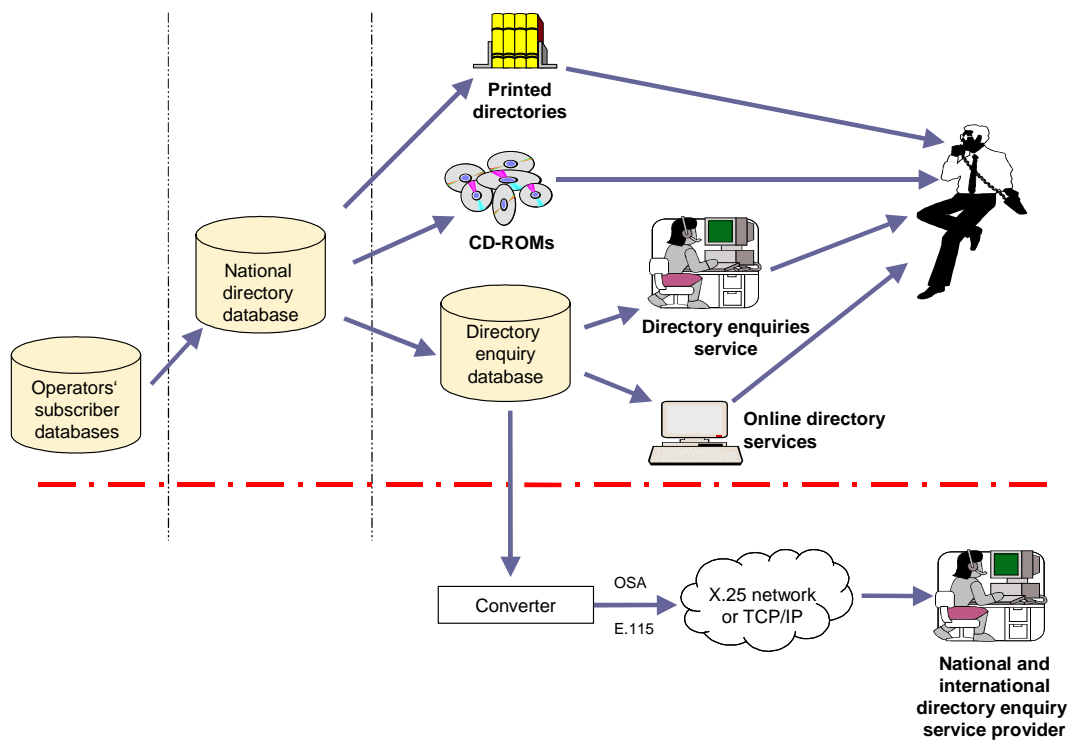 Printed
directories
CD-ROMs
National
directory
database
Directory
enquiry
database
Directory enquiries
service
Operators‘
subscriber
databases
Online directory
services
Converter
OSA
E.115
X.25 network
or TCP/IP
National and
international
directory enquiry
service provider